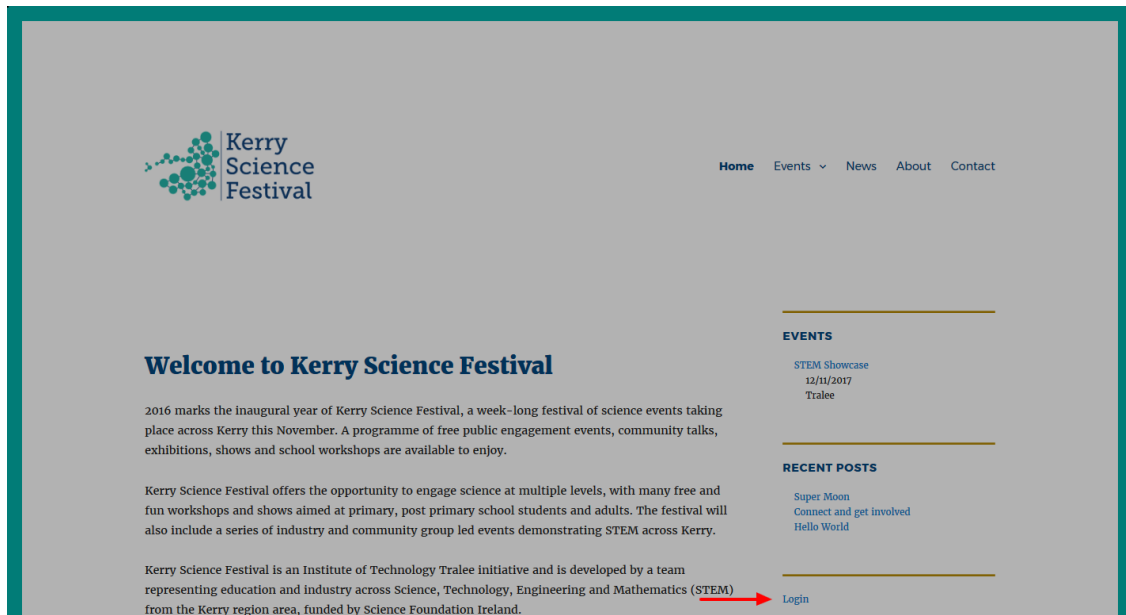 Kerry
Science
Festival
Home Events News About Contact
Welcome to Kerry Science Festival
2016 marks the inaugural year of Kerry Science Festival, a week-long festival of science events taking
place across Kerry this November. A programme of free public engagement events, community talks,
exhibitions, shows and school workshops are available to enjoy.
Kerry Science Festival offers the opportunity to engage science at multiple levels, with many free and
fun workshops and shows aimed at primary, post primary school students and adults. The festival will
also include a series of industry and community group led events demonstrating STEM across Kerry.
Kerry Science Festival is an Institute of Technology Tralee initiative and is developed by a team
representing education and industry across Science, Technology, Engineering and Mathematics (STEM)
from the Kerry region area, funded by Science Foundation Ireland.
EVENTS
STEM Showcase
12/11/2017
Tralee
RECENT POSTS
Super Moon
Connect and get involved
Hello World
Login